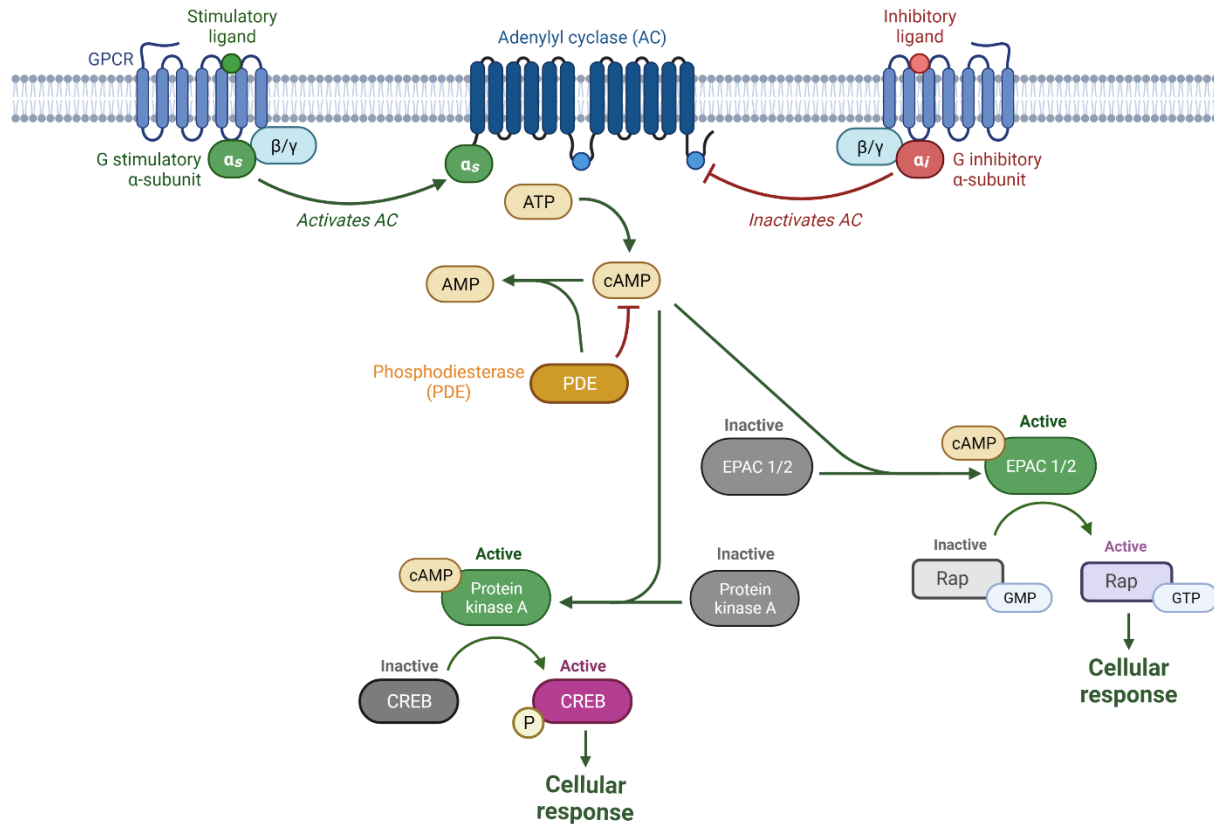 Stimulatory
ligand
GPCR
Adenylyl cyclase (AC)
Inhibitory
ligand
G stimulatory
α-subunit
αs
β/γ
αs
β/γ
αi
G inhibitory
α-subunit
Activates AC
Inactivates AC
ATP
AMP
cAMP
Phosphodiesterase
(PDE)
PDE
Inactive
EPAC 1/2
Active
cAMP
EPAC 1/2
Inactive
Rap
GMP
Active
Rap
GTP
Cellular
response
Active
cAMP
Protein
kinase A
Inactive
Protein
kinase A
Inactive
CREB
Active
CREB
P
Cellular
response